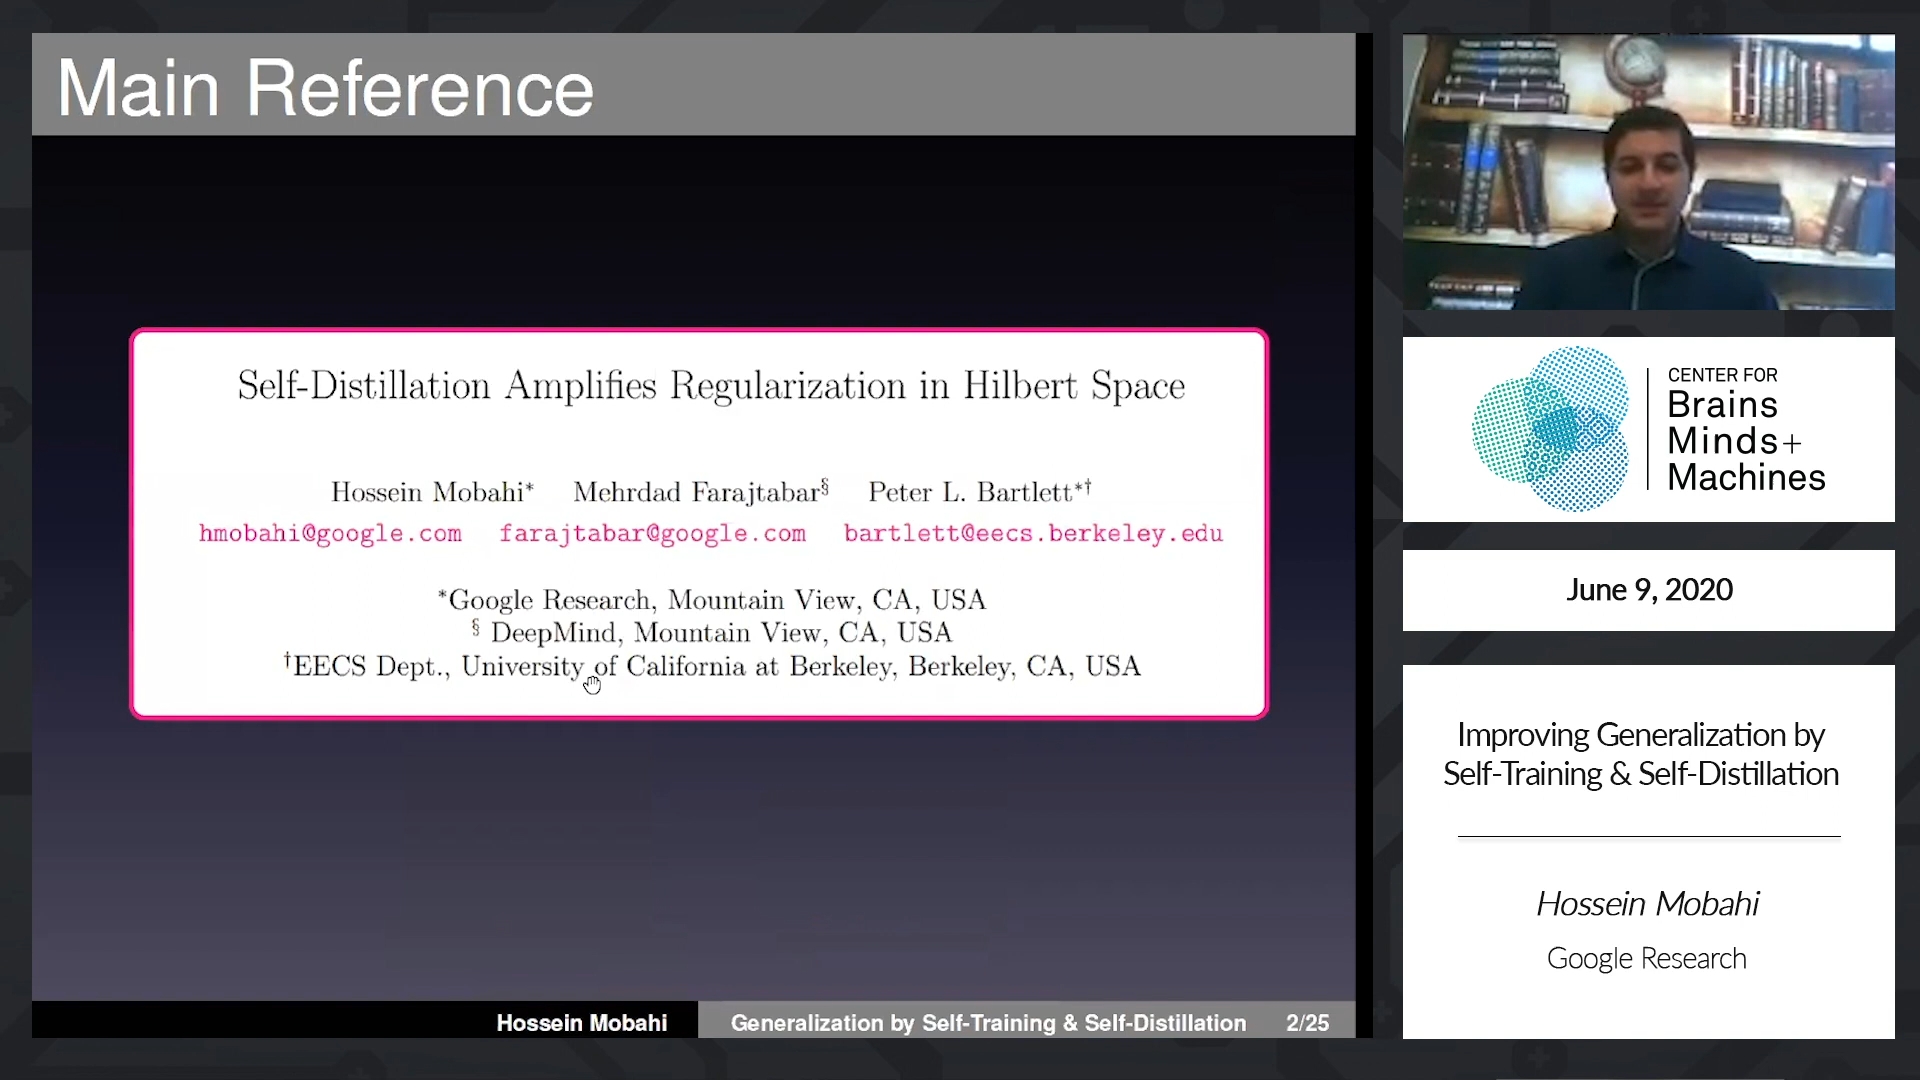 Main Reference
Self-Distillation Amplifies Regularization in Hilbert Space
Hossein Mobahi* Mehrdad Farajtabar§ Peter L. Bartlett*†
hmobahi@google.com farajtabar@google.com bartlett@eecs.berkeley.edu
*Google Research, Mountain View, CA, USA
§ DeepMind, Mountain View, CA, USA
†EECS Dept., University of California at Berkeley, Berkeley, CA, USA
Hossein Mobahi Generalization by Self-Training & Self-Distillation 2/25
CENTER FOR
Brains
Minds+
Machines
June 9, 2020
Improving Generalization by
Self-Training & Self-Distillation
Hossein Mobahi
Google Research